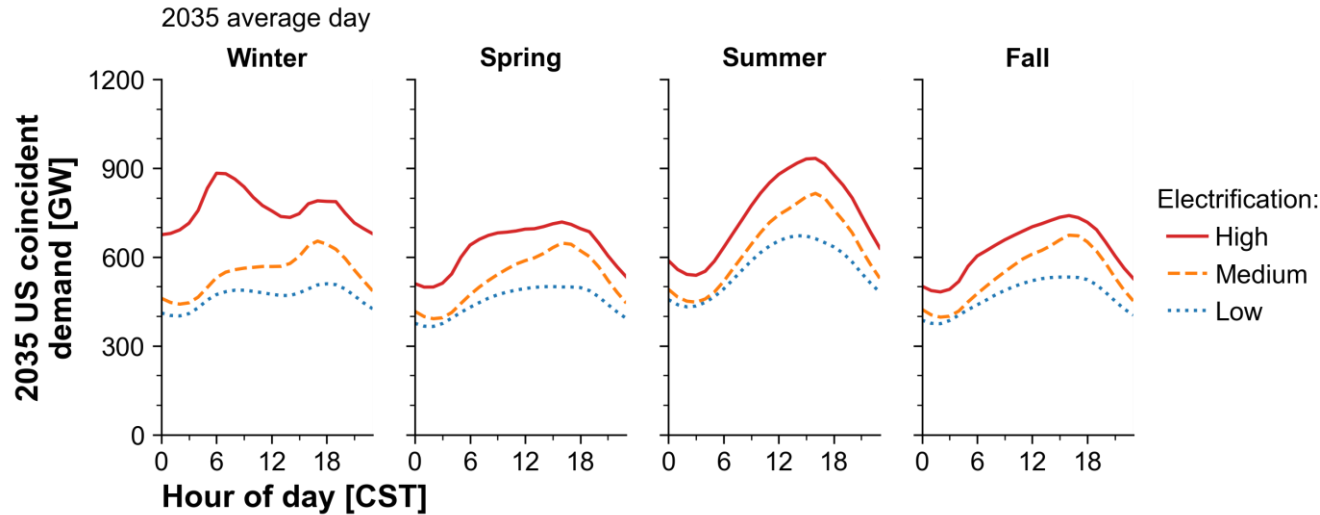 2035 average day
Winter Spring Summer Fall
2035 US coincident
demand [GW]
1200
900
600
300
0
0 6 12 18 0 6 12 18 0 6 12 18 0 6 12 18
Hour of day [CST]
Electrification:
High
Medium
Low